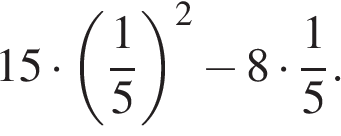 15 · (1/5)² − 8 · 1/5.